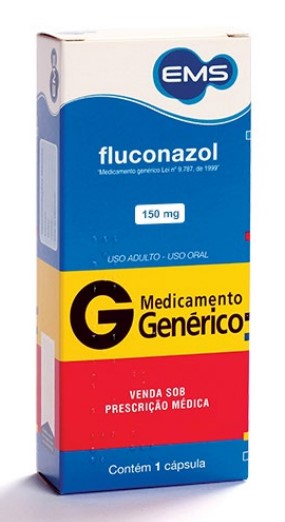 EMS
fluconazol
"Medicamento genérico Lei nº 9.787, de 1999"
150 mg
USO ADULTO - USO ORAL
G Medicamento
Genérico
VENDA SOB
PRESCRIÇÃO MÉDICA
Contém 1 cápsula